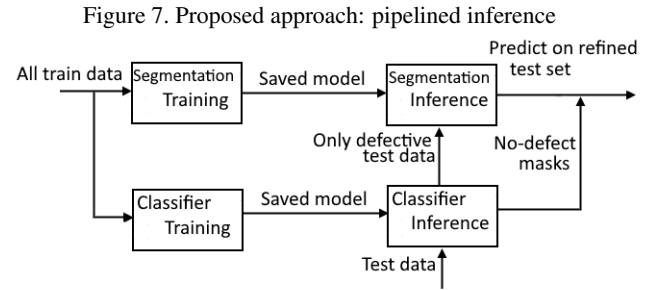 Figure 7. Proposed approach: pipelined inference
Predict on refined
test set
All train data
Segmentation
Training
Saved model
Segmentation
Inference
Only defective
test data
No-defect
masks
Classifier
Training
Saved model
Classifier
Inference
Test data